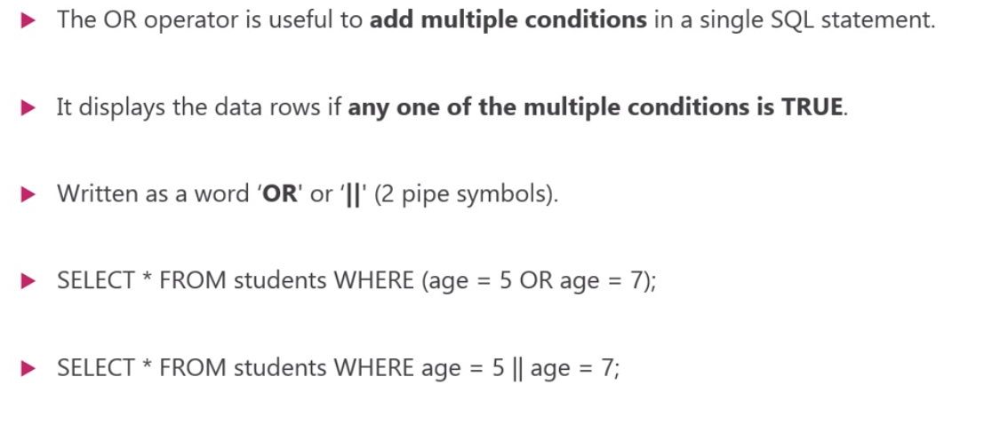 The OR operator is useful to add multiple conditions in a single SQL statement.
It displays the data rows if any one of the multiple conditions is TRUE.
Written as a word ‘OR' or ‘||' (2 pipe symbols).
SELECT * FROM students WHERE (age = 5 OR age = 7);
SELECT * FROM students WHERE age = 5 || age = 7;